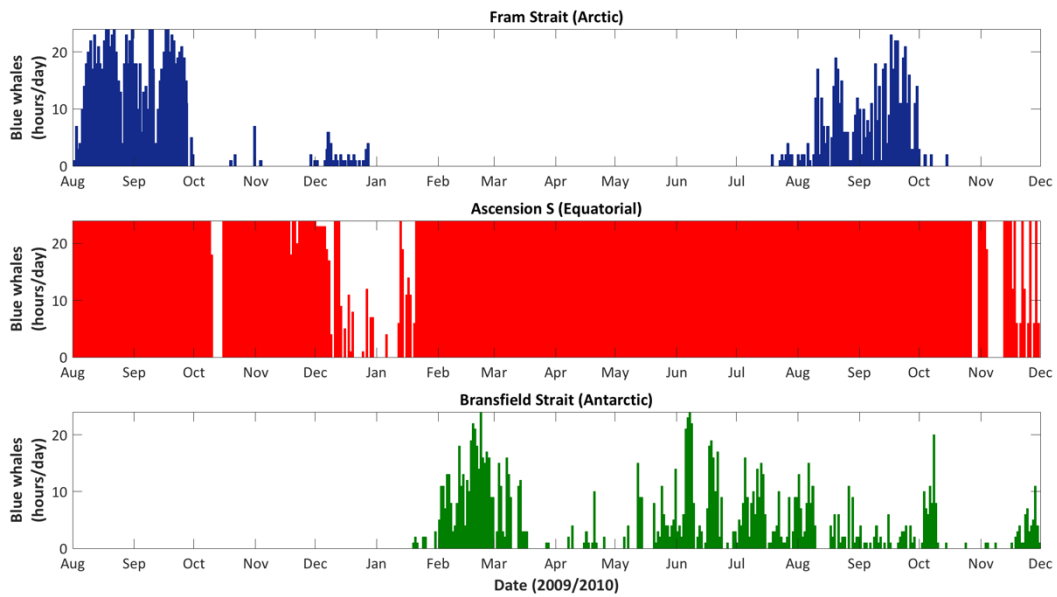 Fram Strait (Arctic)
Blue whales
(hours/day)
20
10
0
Aug Sep Oct Nov Dec Jan Feb Mar Apr May Jun Jul Aug Sep Oct Nov Dec
Ascension S (Equatorial)
Blue whales
(hours/day)
20
10
0
Aug Sep Oct Nov Dec Jan Feb Mar Apr May Jun Jul Aug Sep Oct Nov Dec
Bransfield Strait (Antarctic)
Blue whales
(hours/day)
20
10
0
Aug Sep Oct Nov Dec Jan Feb Mar Apr May Jun Jul Aug Sep Oct Nov Dec
Date (2009/2010)